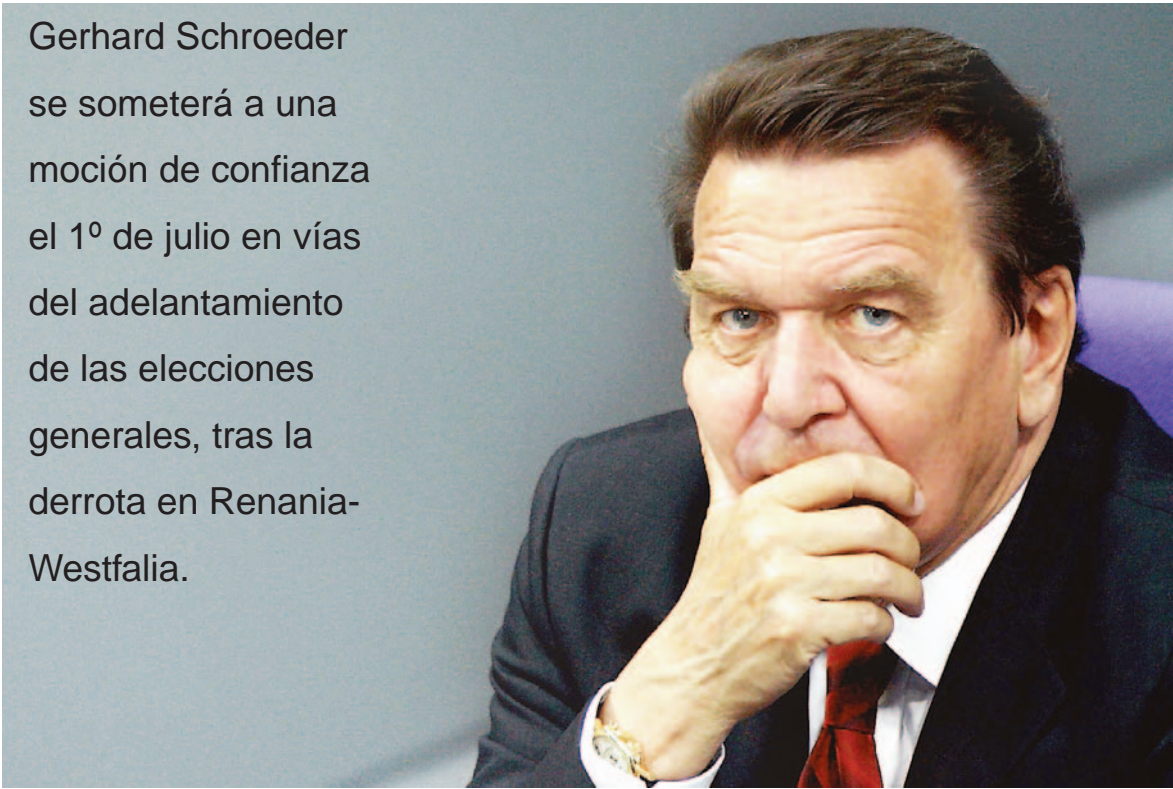 Gerhard Schroeder
se someterá a una
moción de confianza
el 1º de julio en vías
del adelantamiento
de las elecciones
generales, tras la
derrota en Renania-
Westfalia.